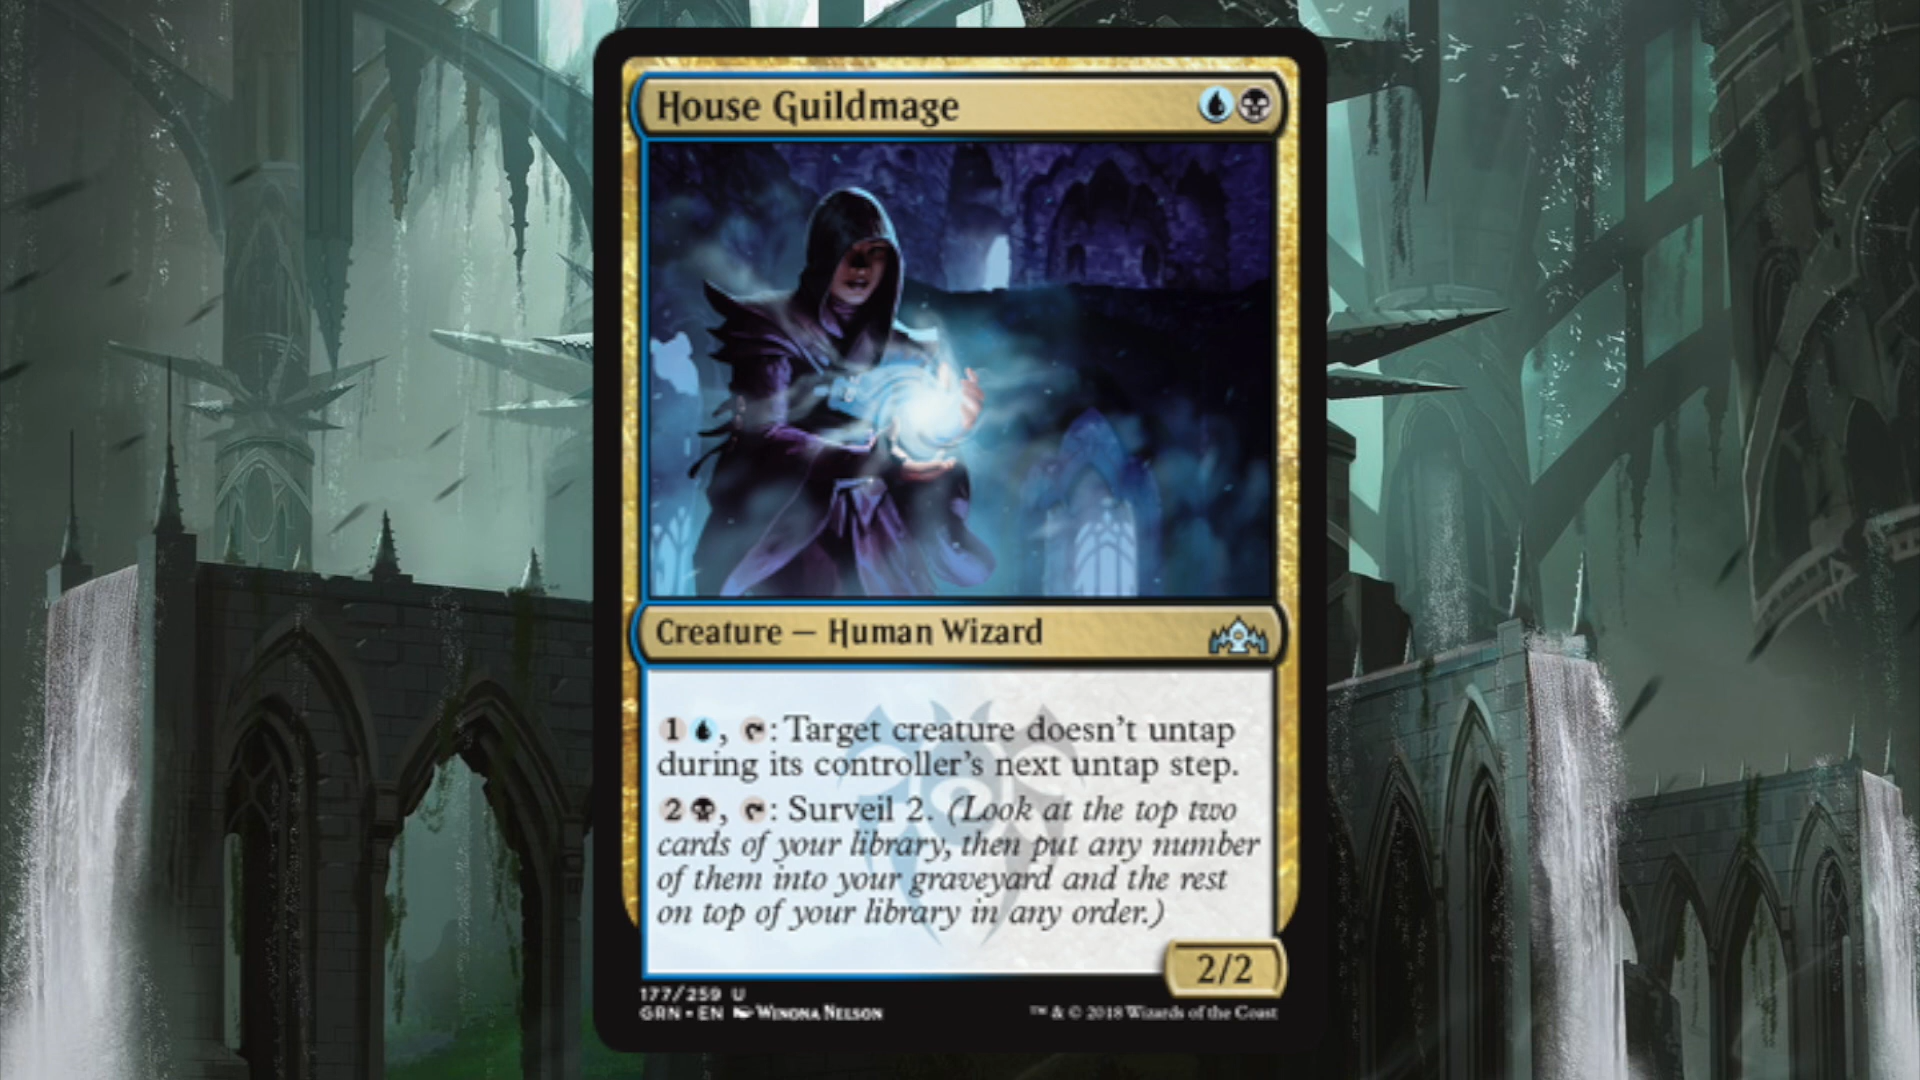 House Guildmage
Creature — Human Wizard
1 , : Target creature doesn't untap
during its controller's next untap step.
2 , : Surveil 2. (Look at the top two
cards of your library, then put any number
of them into your graveyard and the rest
on top of your library in any order.)
2/2
177/259 U
GRN • EN Winona Nelson
™ & © 2018 Wizards of the Coast